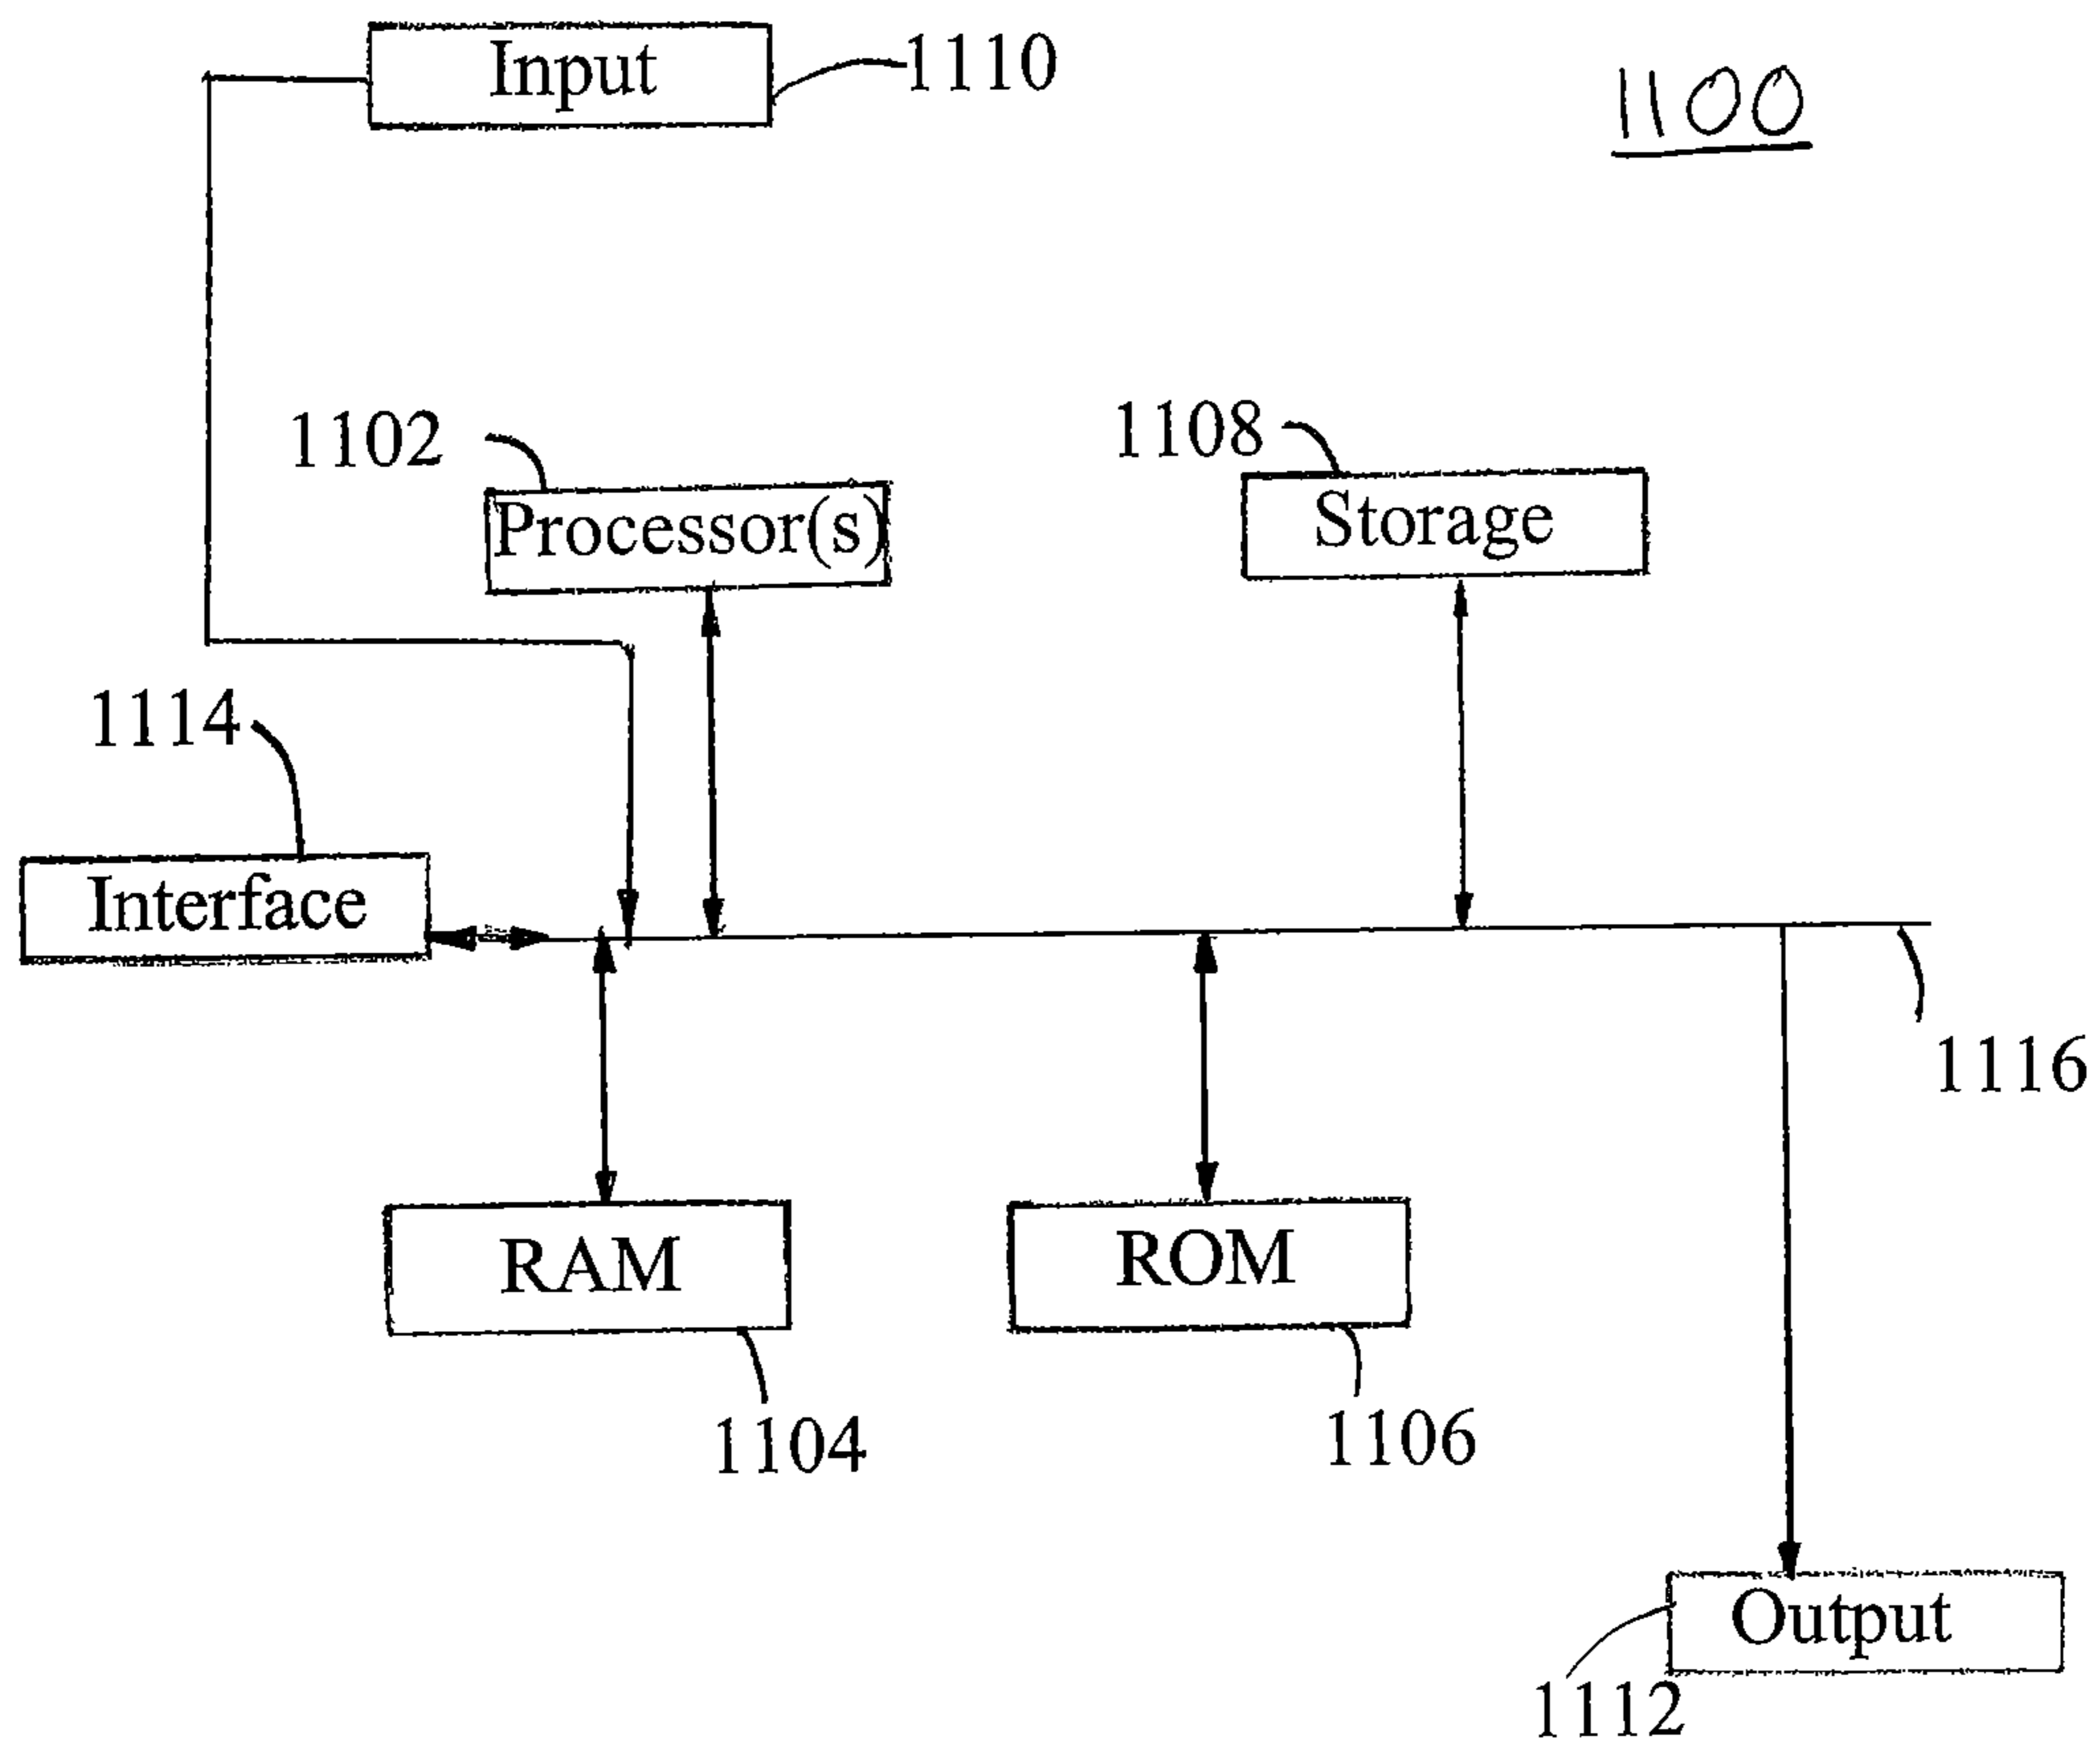 Input
1110
1100
1102
1108
Processor(s)
Storage
1114
Interface
1116
RAM
ROM
1104
1106
Output
1112